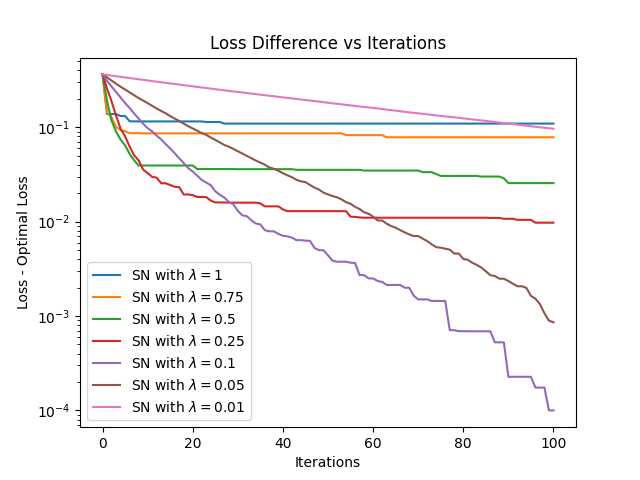 Loss Difference vs Iterations
Loss - Optimal Loss
10⁻¹
10⁻²
10⁻³
10⁻⁴
SN with λ = 1
SN with λ = 0.75
SN with λ = 0.5
SN with λ = 0.25
SN with λ = 0.1
SN with λ = 0.05
SN with λ = 0.01
0 20 40 60 80 100
Iterations